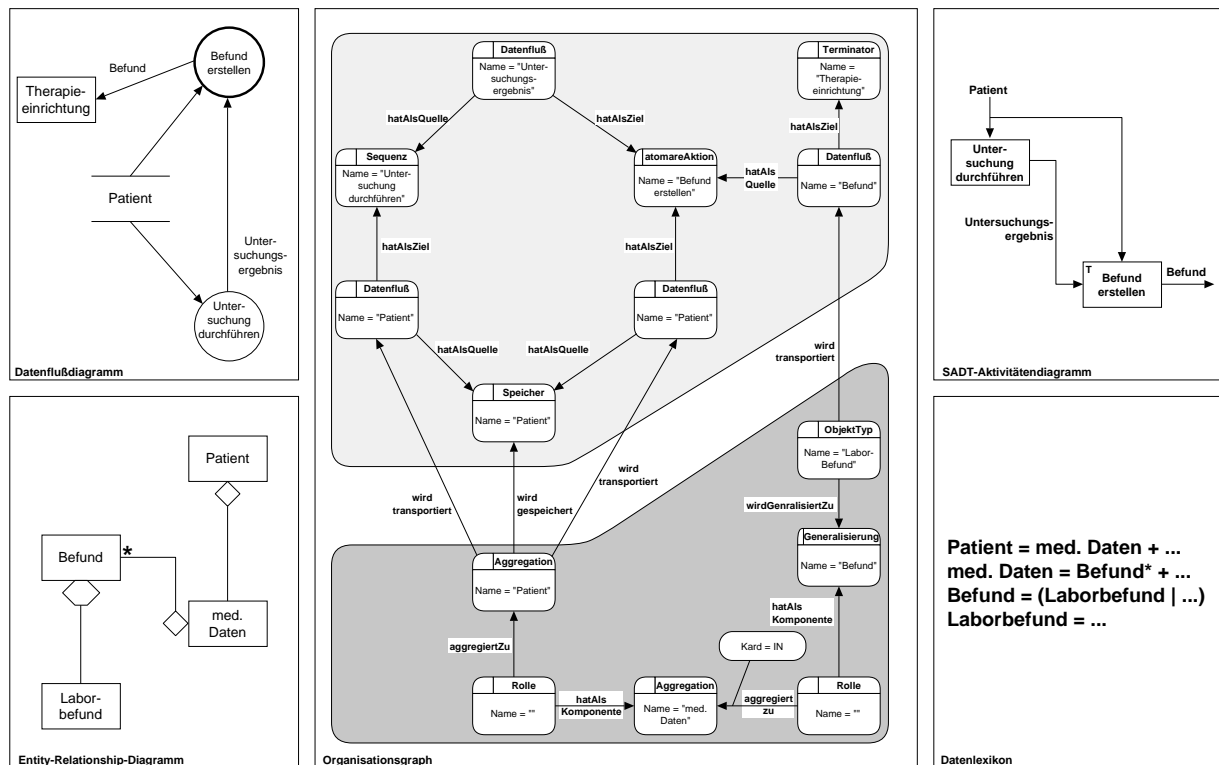 Befund
erstellen
Befund
Therapie-
einrichtung
Patient
Unter-
suchungs-
ergebnis
Unter-
suchung
durchführen
Datenflußdiagramm
Patient
Befund
*
med.
Daten
Labor-
befund
Entity-Relationship-Diagramm
Datenfluß
Name = "Unter-
suchungs-
ergebnis"
Terminator
Name =
"Therapie-
einrichtung"
hatAlsQuelle
hatAlsZiel
hatAlsZiel
Sequenz
Name = "Unter-
suchung
durchführen"
atomareAktion
Name = "Befund
erstellen"
hatAls
Quelle
Datenfluß
Name = "Befund"
hatAlsZiel
hatAlsZiel
Datenfluß
Name = "Patient"
Datenfluß
Name = "Patient"
hatAlsQuelle
hatAlsQuelle
wird
transportiert
Speicher
Name = "Patient"
ObjektTyp
Name = "Labor-
Befund"
wird
transportiert
wird
gespeichert
wird
transportiert
wirdGenralisiertZu
Aggregation
Name = "Patient"
Generalisierung
Name = "Befund"
hatAls
Komponente
aggregiertZu
Kard = IN
Rolle
Name = ""
hatAls
Komponente
Aggregation
Name = "med.
Daten"
aggregiert
zu
Rolle
Name = ""
Organisationsgraph
Patient
Unter-
suchung
durchführen
Untersuchungs-
ergebnis
T
Befund
erstellen
Befund
SADT-Aktivitätendiagramm
Patient = med. Daten + ...
med. Daten = Befund* + ...
Befund = (Laborbefund | ...)
Laborbefund = ...
Datenlexikon